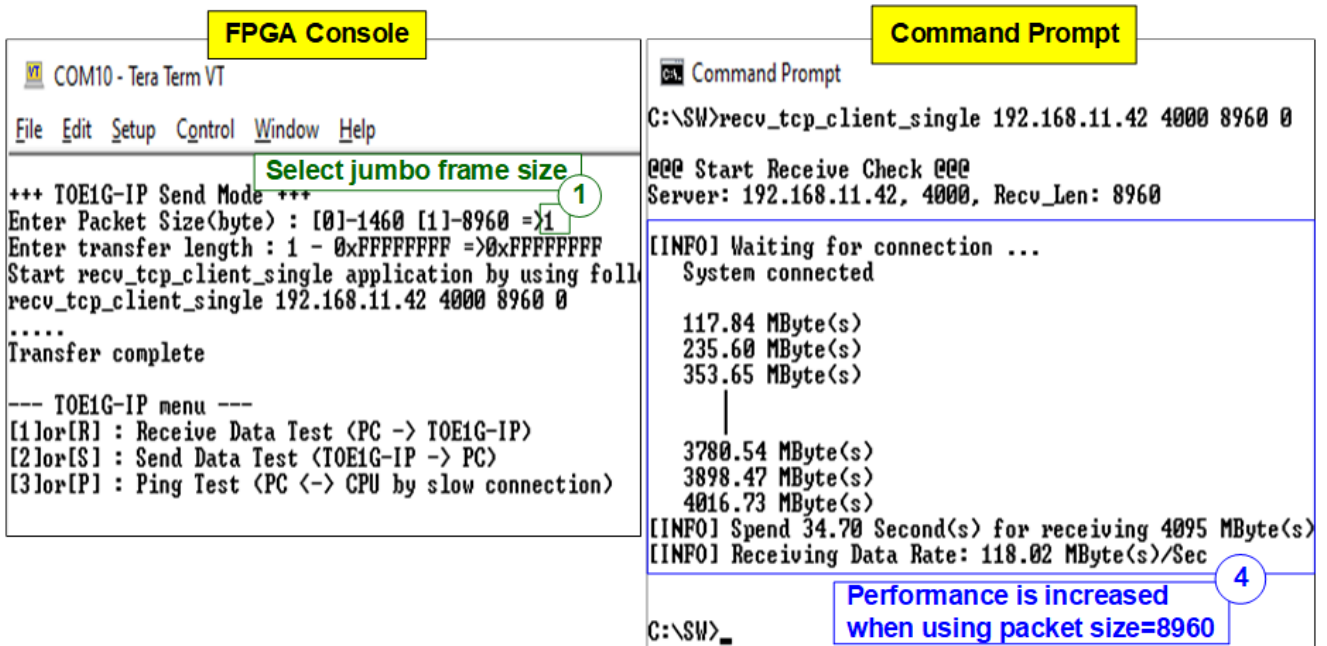 FPGA Console
COM10 - Tera Term VT
File Edit Setup Control Window Help
Select jumbo frame size
1
+++ TOE1G-IP Send Mode +++
Enter Packet Size(byte) : [0]-1460 [1]-8960 =>1
Enter transfer length : 1 - 0xFFFFFFFF =>0xFFFFFFFF
Start recv_tcp_client_single application by using foll
recv_tcp_client_single 192.168.11.42 4000 8960 0
.....
Transfer complete
--- TOE1G-IP menu ---
[1]or[R] : Receive Data Test (PC -> TOE1G-IP)
[2]or[S] : Send Data Test (TOE1G-IP -> PC)
[3]or[P] : Ping Test (PC <-> CPU by slow connection)
Command Prompt
Command Prompt
C:\SW>recv_tcp_client_single 192.168.11.42 4000 8960 0
@@@ Start Receive Check @@@
Server: 192.168.11.42, 4000, Recv_Len: 8960
[INFO] Waiting for connection ...
System connected
117.84 MByte(s)
235.60 MByte(s)
353.65 MByte(s)
3780.54 MByte(s)
3898.47 MByte(s)
4016.73 MByte(s)
[INFO] Spend 34.70 Second(s) for receiving 4095 MByte(s)
[INFO] Receiving Data Rate: 118.02 MByte(s)/Sec
4
Performance is increased
when using packet size=8960
C:\SW>_